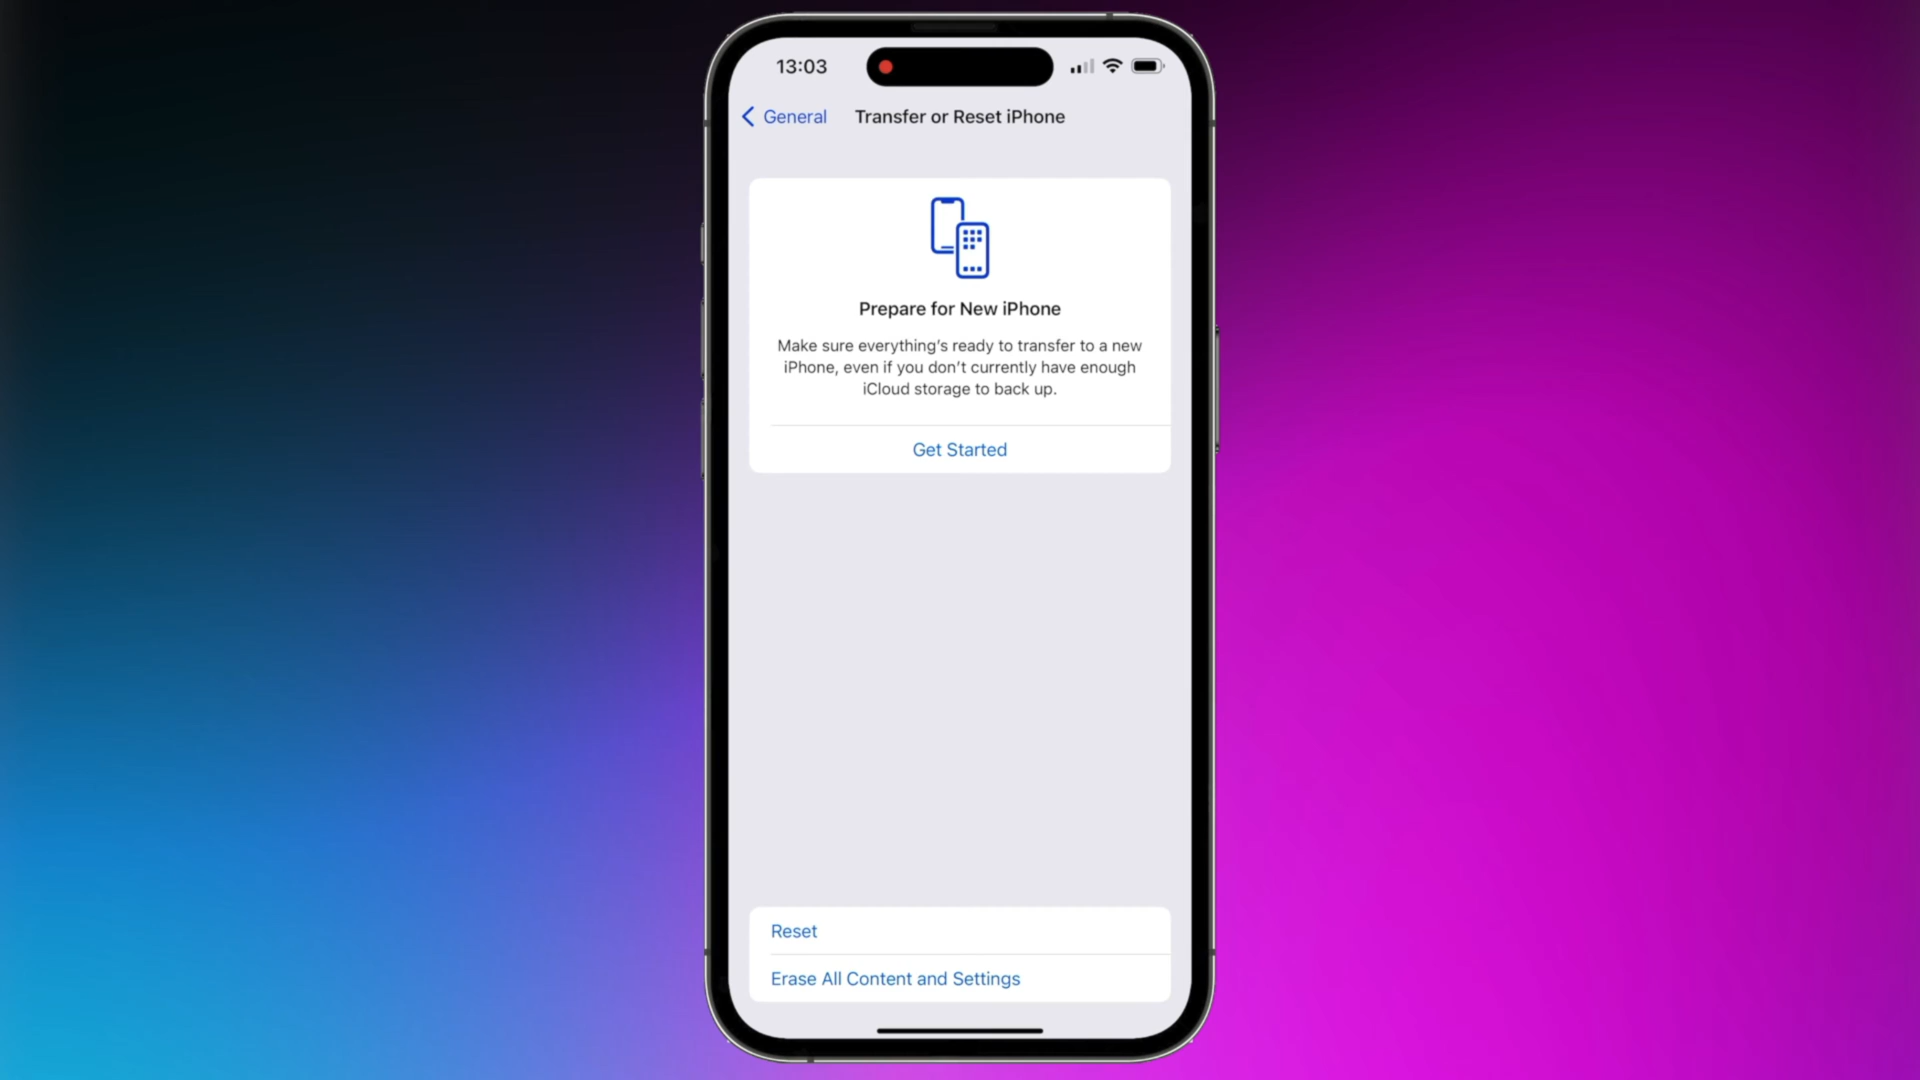 13:03
General
Transfer or Reset iPhone
Prepare for New iPhone
Make sure everything’s ready to transfer to a new
iPhone, even if you don’t currently have enough
iCloud storage to back up.
Get Started
Reset
Erase All Content and Settings